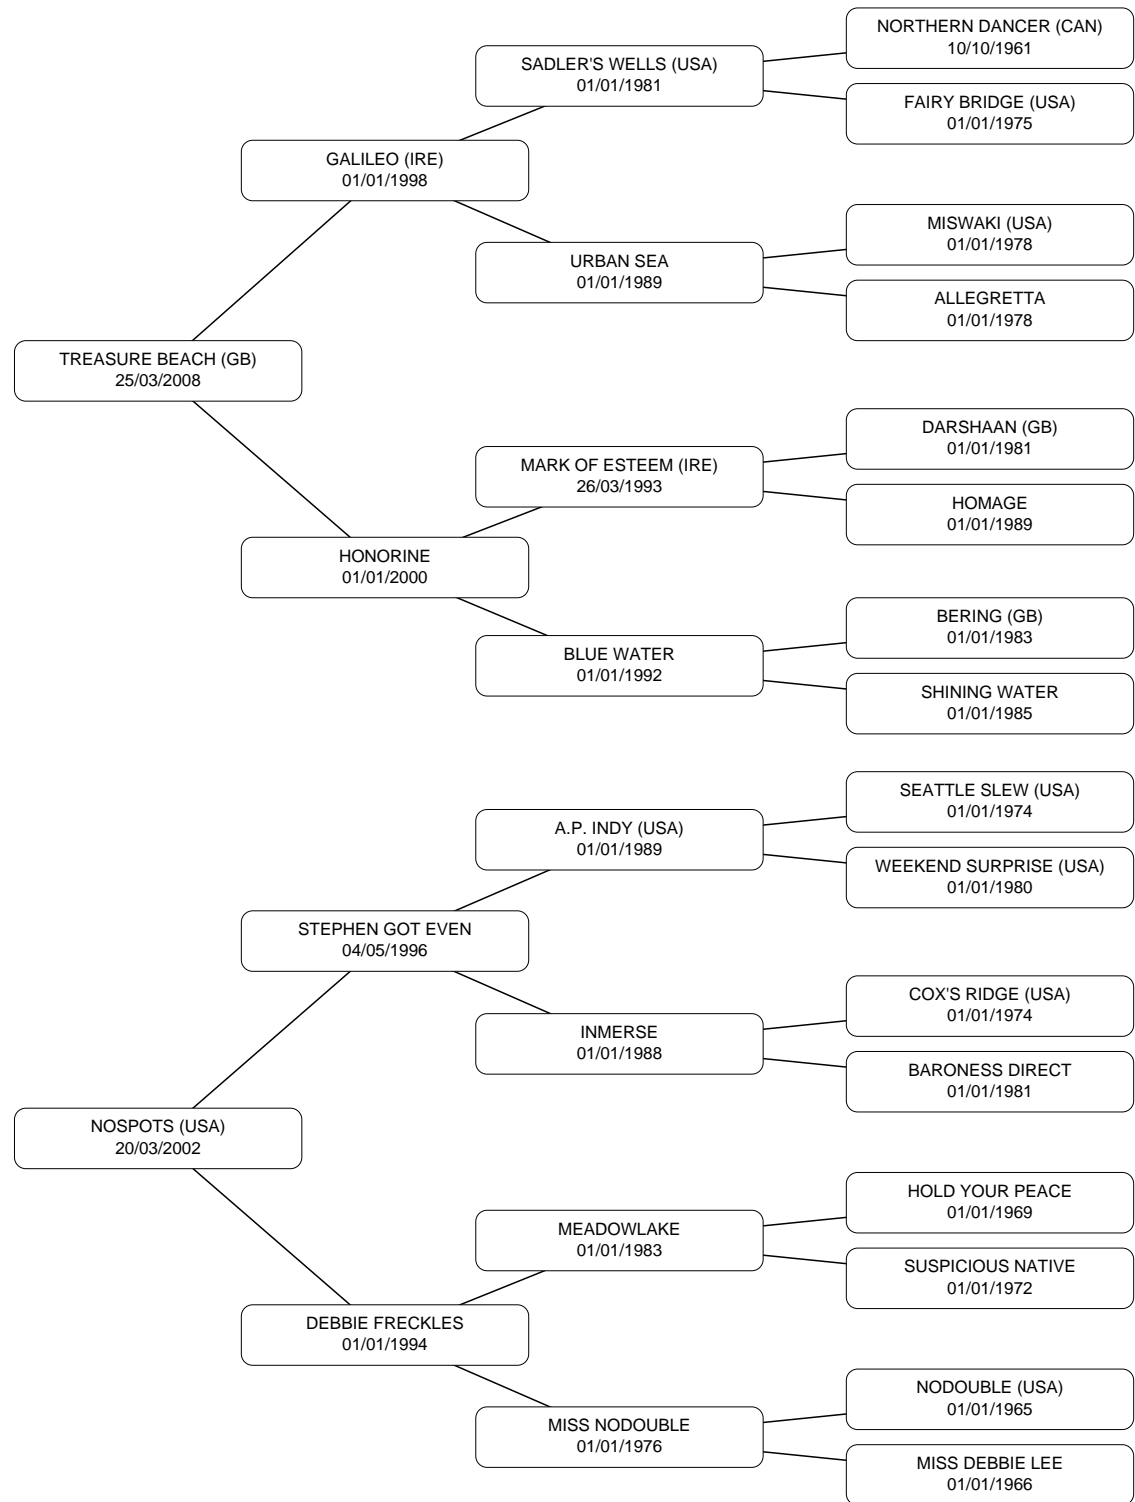 NORTHERN DANCER (CAN)
10/10/1961
SADLER'S WELLS (USA)
01/01/1981
FAIRY BRIDGE (USA)
01/01/1975
GALILEO (IRE)
01/01/1998
MISWAKI (USA)
01/01/1978
URBAN SEA
01/01/1989
ALLEGRETTA
01/01/1978
TREASURE BEACH (GB)
25/03/2008
DARSHAAN (GB)
01/01/1981
MARK OF ESTEEM (IRE)
26/03/1993
HOMAGE
01/01/1989
HONORINE
01/01/2000
BERING (GB)
01/01/1983
BLUE WATER
01/01/1992
SHINING WATER
01/01/1985
SEATTLE SLEW (USA)
01/01/1974
A.P. INDY (USA)
01/01/1989
WEEKEND SURPRISE (USA)
01/01/1980
STEPHEN GOT EVEN
04/05/1996
COX'S RIDGE (USA)
01/01/1974
INMERSE
01/01/1988
BARONESS DIRECT
01/01/1981
NOSPOTS (USA)
20/03/2002
HOLD YOUR PEACE
01/01/1969
MEADOWLAKE
01/01/1983
SUSPICIOUS NATIVE
01/01/1972
DEBBIE FRECKLES
01/01/1994
NODOUBLE (USA)
01/01/1965
MISS NODOUBLE
01/01/1976
MISS DEBBIE LEE
01/01/1966